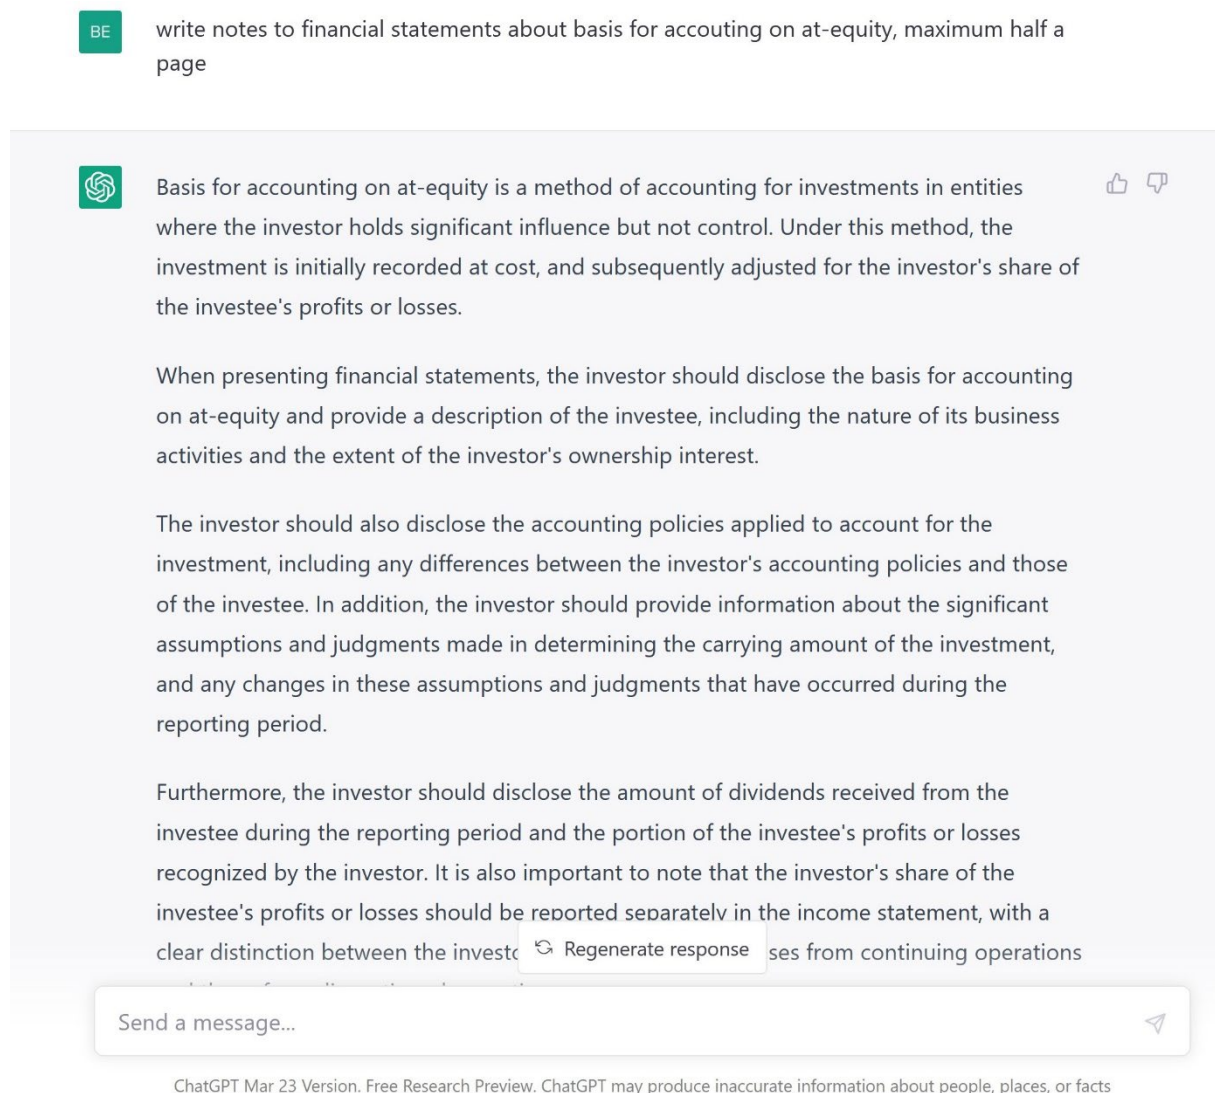 BE
write notes to financial statements about basis for accouting on at-equity, maximum half a
page
Basis for accounting on at-equity is a method of accounting for investments in entities
where the investor holds significant influence but not control. Under this method, the
investment is initially recorded at cost, and subsequently adjusted for the investor's share of
the investee's profits or losses.
When presenting financial statements, the investor should disclose the basis for accounting
on at-equity and provide a description of the investee, including the nature of its business
activities and the extent of the investor's ownership interest.
The investor should also disclose the accounting policies applied to account for the
investment, including any differences between the investor's accounting policies and those
of the investee. In addition, the investor should provide information about the significant
assumptions and judgments made in determining the carrying amount of the investment,
and any changes in these assumptions and judgments that have occurred during the
reporting period.
Furthermore, the investor should disclose the amount of dividends received from the
investee during the reporting period and the portion of the investee's profits or losses
recognized by the investor. It is also important to note that the investor's share of the
investee's profits or losses should be reported separately in the income statement, with a
clear distinction between the Regenerate response from continuing operations
Send a message...
ChatGPT Mar 23 Version. Free Research Preview. ChatGPT may produce inaccurate information about people, places, or facts